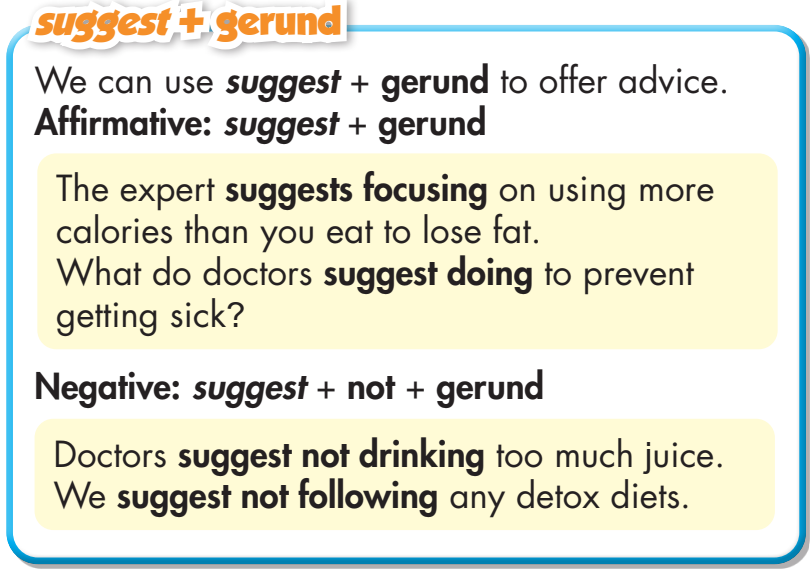 suggest + gerund
We can use suggest + gerund to offer advice.
Affirmative: suggest + gerund
The expert suggests focusing on using more
calories than you eat to lose fat.
What do doctors suggest doing to prevent
getting sick?
Negative: suggest + not + gerund
Doctors suggest not drinking too much juice.
We suggest not following any detox diets.